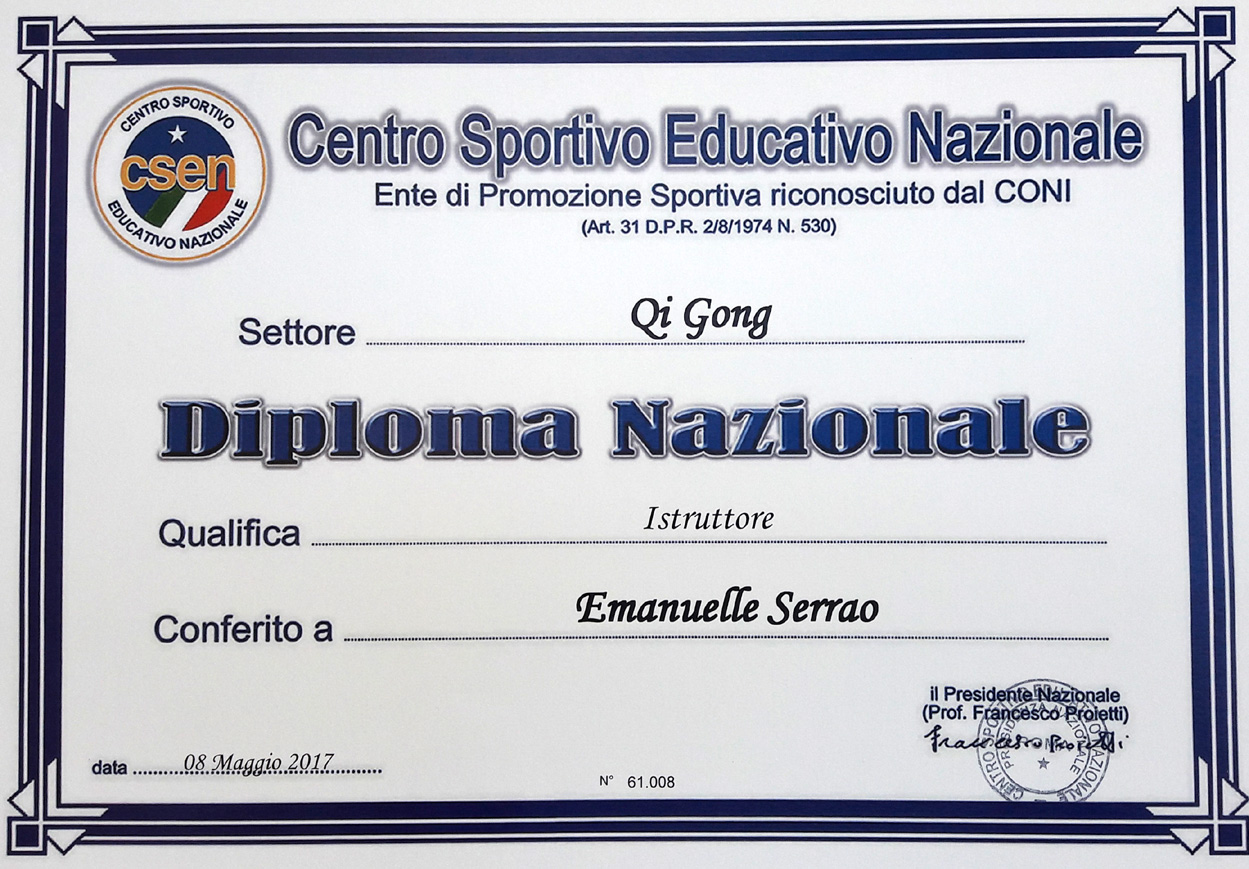 CENTRO SPORTIVO
csen
EDUCATIVO NAZIONALE
Centro Sportivo Educativo Nazionale
Ente di Promozione Sportiva riconosciuto dal CONI
(Art. 31 D.P.R. 2/8/1974 N. 530)
Settore Qi Gong
Diploma Nazionale
Qualifica Istruttore
Conferito a Emanuelle Serrao
il Presidente Nazionale
(Prof. Francesco Proietti)
Francesco Proietti
data 08 Maggio 2017
N° 61.008